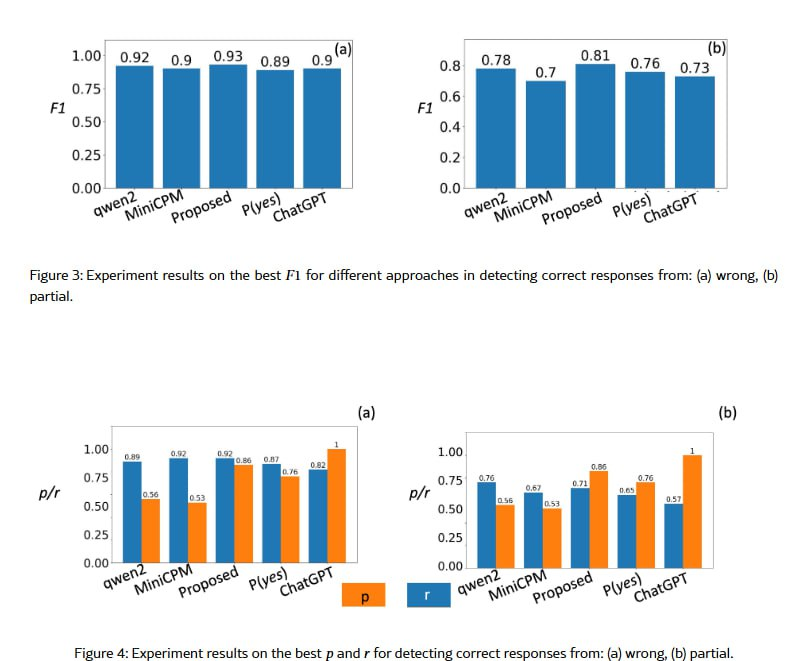 (a)
0.92 0.9 0.93 0.89 0.9
1.00
0.75
F1
0.50
0.25
0.00
qwen2 MiniCPM Proposed P(yes) ChatGPT
(b)
0.78 0.7 0.81 0.76 0.73
0.8
0.6
F1
0.4
0.2
0.0
qwen2 MiniCPM Proposed P(yes) ChatGPT
Figure 3: Experiment results on the best F1 for different approaches in detecting correct responses from: (a) wrong, (b)
partial.
(a)
0.89 0.56 0.92 0.53 0.92 0.86 0.87 0.76 0.82 1
1.00
0.75
p/r
0.50
0.25
0.00
qwen2 MiniCPM Proposed P(yes) ChatGPT
(b)
0.76 0.56 0.67 0.53 0.71 0.86 0.65 0.76 0.57 1
1.00
0.75
p/r
0.50
0.25
0.00
qwen2 MiniCPM Proposed P(yes) ChatGPT
p r
Figure 4: Experiment results on the best p and r for detecting correct responses from: (a) wrong, (b) partial.